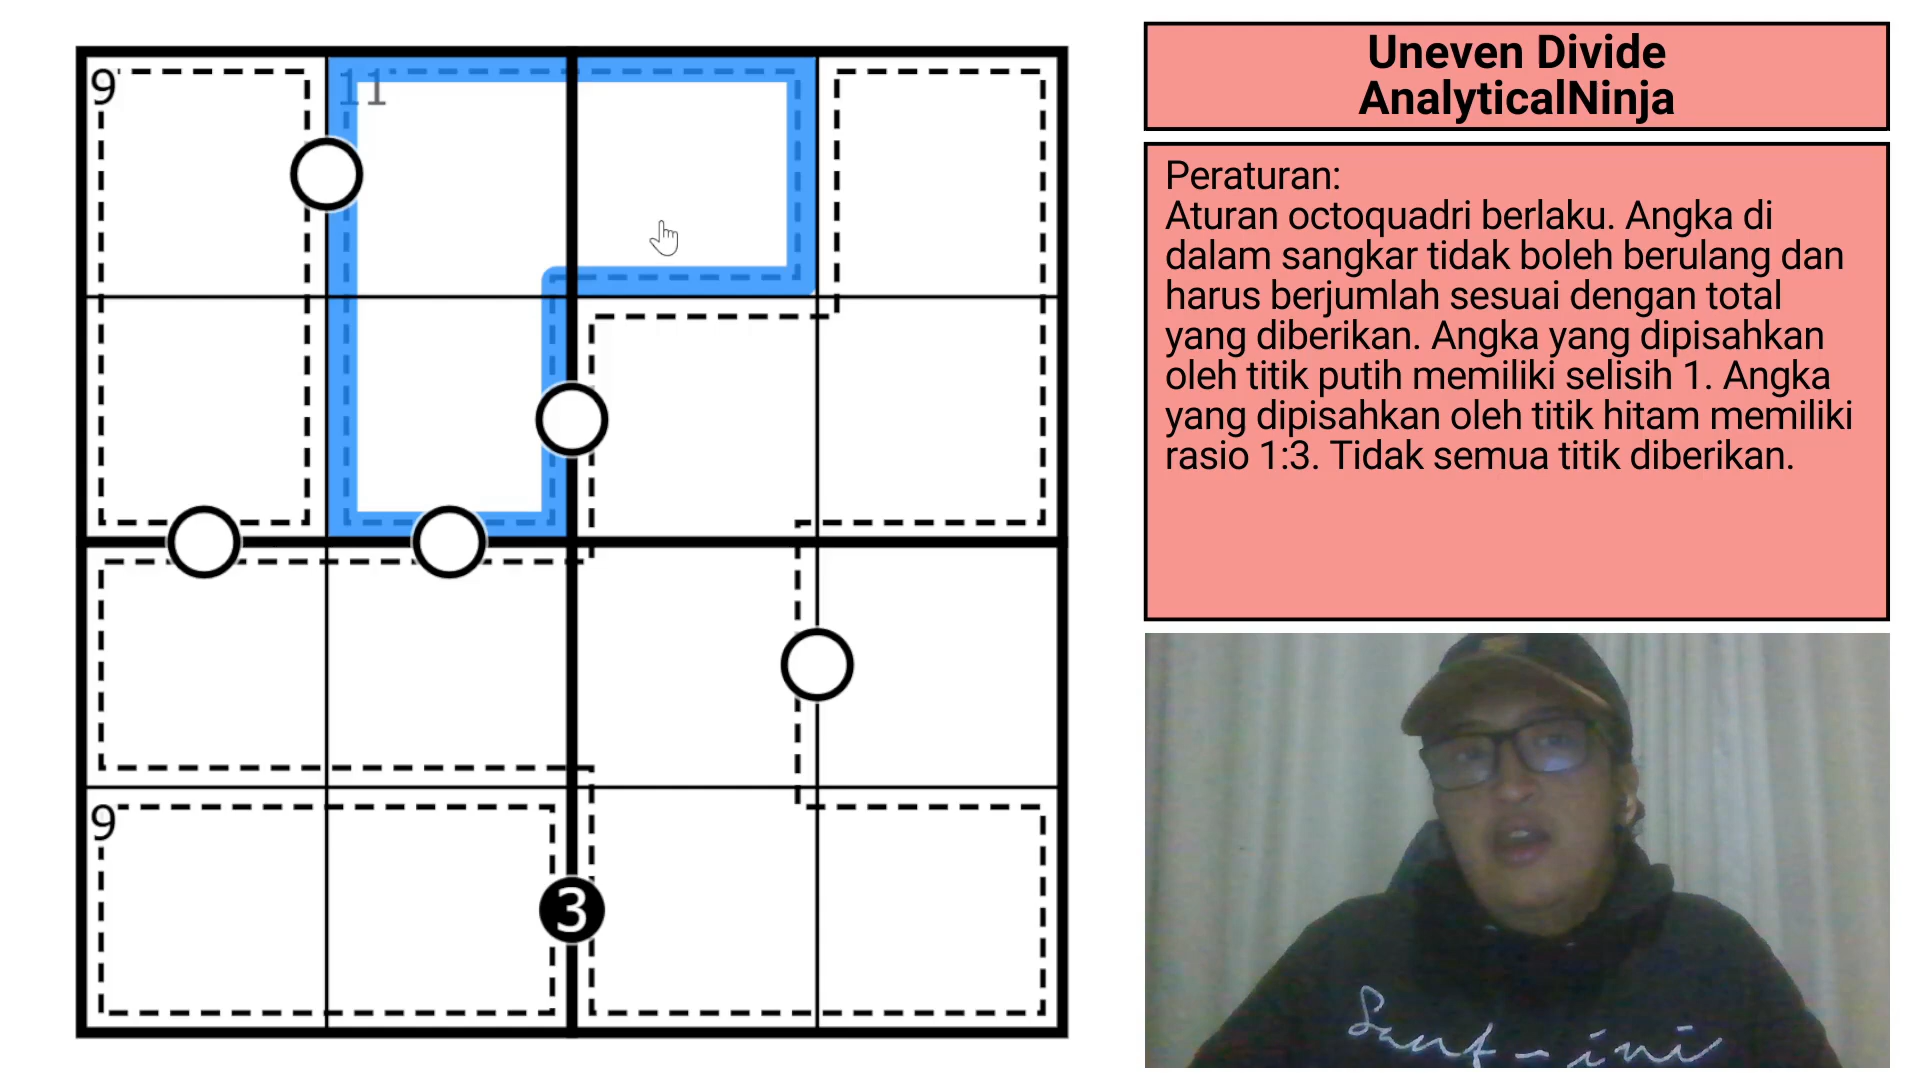 Uneven Divide
AnalyticalNinja
Peraturan:
Aturan octoquadri berlaku. Angka di
dalam sangkar tidak boleh berulang dan
harus berjumlah sesuai dengan total
yang diberikan. Angka yang dipisahkan
oleh titik putih memiliki selisih 1. Angka
yang dipisahkan oleh titik hitam memiliki
rasio 1:3. Tidak semua titik diberikan.
9
11
9
3